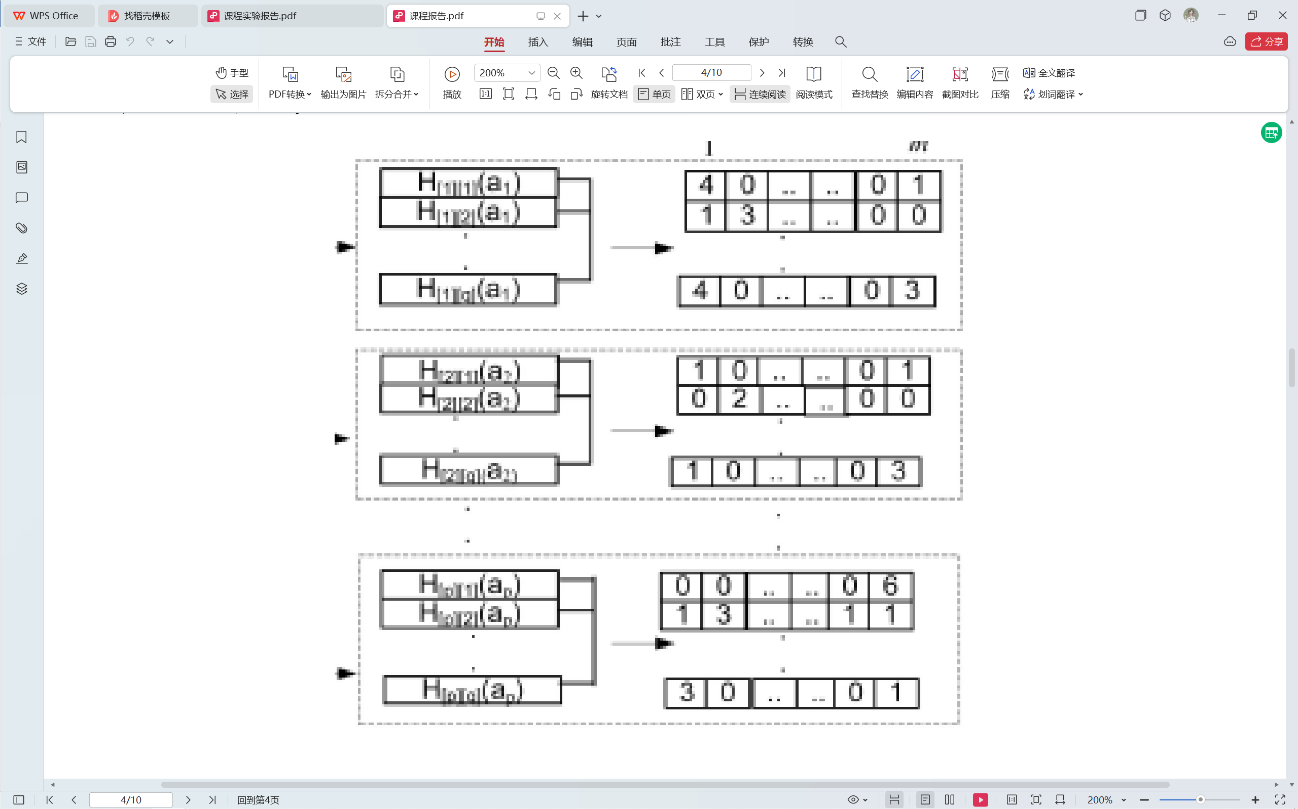 WPS Office 找稻壳模板 课程实验报告.pdf 课程报告.pdf
文件 开始 插入 编辑 页面 批注 工具 保护 转换 分享
手型 选择 PDF转换 输出为图片 拆分合并 播放 200% 旋转文档 4/10 单页 双页 连续阅读 阅读模式 查找替换 编辑内容 截图对比 压缩 全文翻译 划词翻译
1 m
H[1][1](a1) 4 0 .. .. 0 1
H[1][2](a1) 1 3 .. .. 0 0
H[1][q](a1) 4 0 .. .. 0 3
H[2][1](a2) 1 0 .. .. 0 1
H[2][2](a2) 0 2 .. .. 0 0
H[2][q](a2) 1 0 .. .. 0 3
H[p][1](ap) 0 0 .. .. 0 6
H[p][2](ap) 1 3 .. .. 1 1
H[p][q](ap) 3 0 .. .. 0 1
4/10 回到第4页 200%